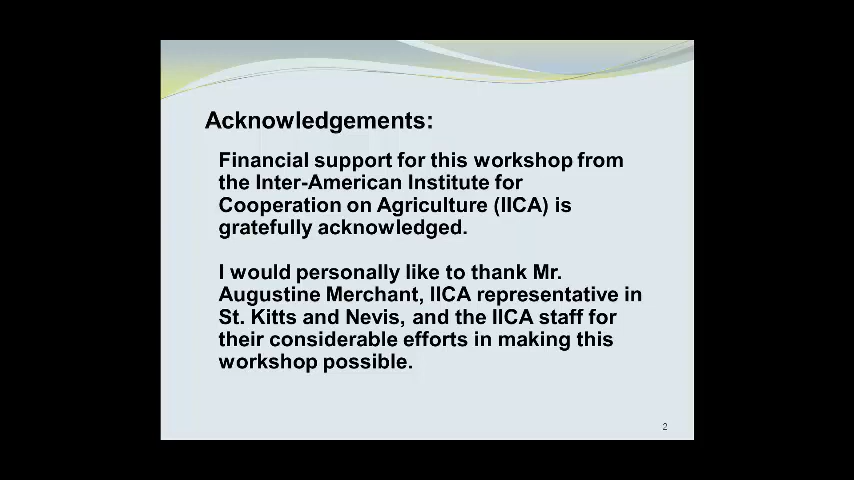 Acknowledgements:
Financial support for this workshop from
the Inter-American Institute for
Cooperation on Agriculture (IICA) is
gratefully acknowledged.
I would personally like to thank Mr.
Augustine Merchant, IICA representative in
St. Kitts and Nevis, and the IICA staff for
their considerable efforts in making this
workshop possible.
2